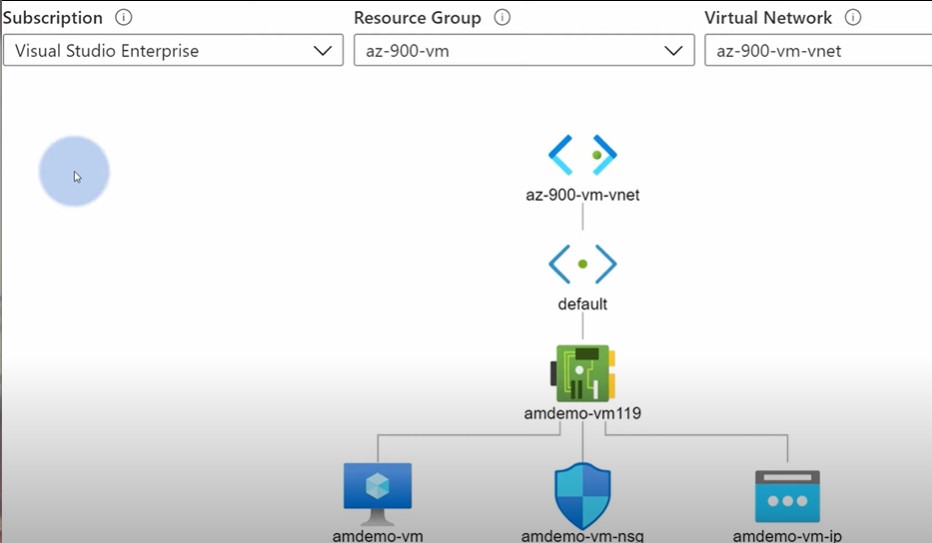 Subscription
Resource Group
Virtual Network
Visual Studio Enterprise
az-900-vm
az-900-vm-vnet
az-900-vm-vnet
default
amdemo-vm119
amdemo-vm
amdemo-vm-nsg
amdemo-vm-ip